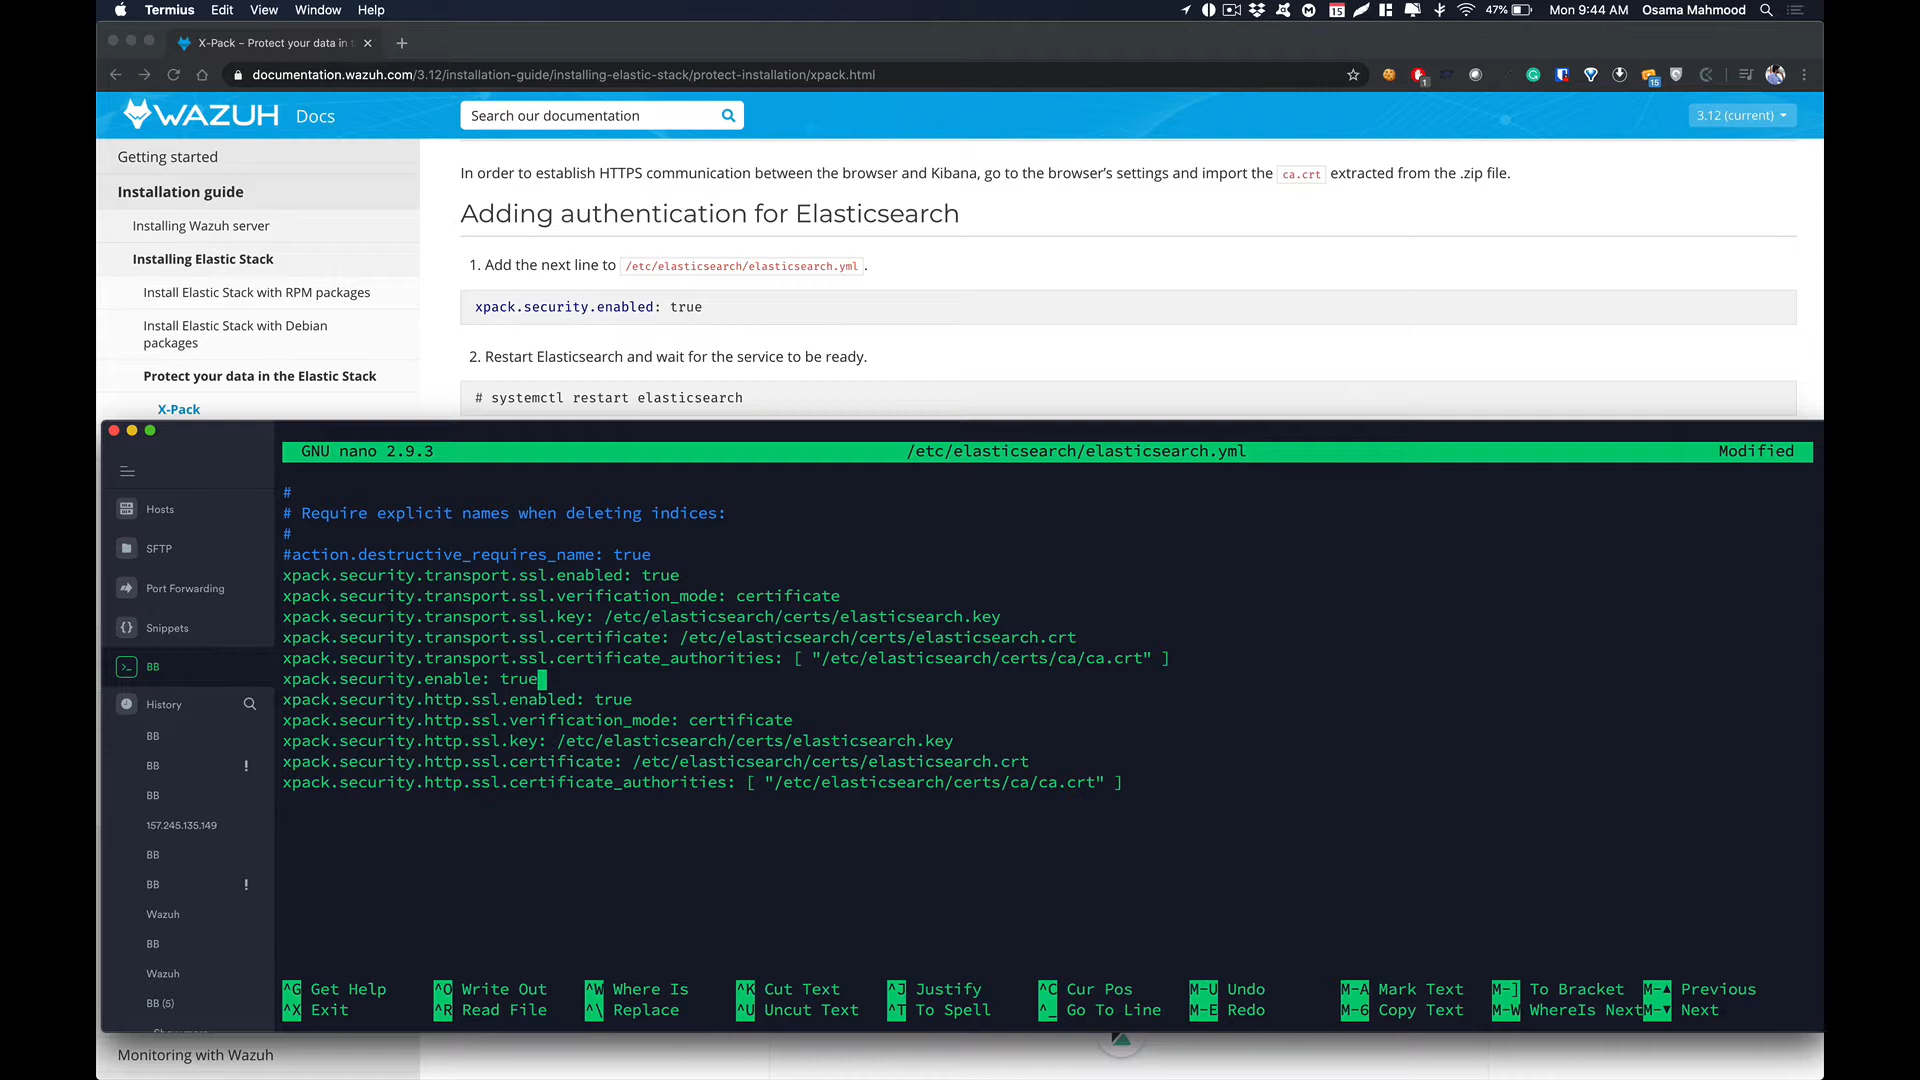 Termius Edit View Window Help
15 47% Mon 9:44 AM Osama Mahmood
X-Pack – Protect your data in t
documentation.wazuh.com/3.12/installation-guide/installing-elastic-stack/protect-installation/xpack.html
1
15
WAZUH Docs
Search our documentation
3.12 (current)
Getting started
Installation guide
Installing Wazuh server
Installing Elastic Stack
Install Elastic Stack with RPM packages
Install Elastic Stack with Debian
packages
Protect your data in the Elastic Stack
X-Pack
In order to establish HTTPS communication between the browser and Kibana, go to the browser's settings and import the ca.crt extracted from the .zip file.
Adding authentication for Elasticsearch
1. Add the next line to /etc/elasticsearch/elasticsearch.yml .
xpack.security.enabled: true
2. Restart Elasticsearch and wait for the service to be ready.
# systemctl restart elasticsearch
Hosts
SFTP
Port Forwarding
Snippets
BB
History
BB
BB !
BB
157.245.135.149
BB
BB !
Wazuh
BB
Wazuh
BB (5)
GNU nano 2.9.3 /etc/elasticsearch/elasticsearch.yml Modified
#
# Require explicit names when deleting indices:
#
#action.destructive_requires_name: true
xpack.security.transport.ssl.enabled: true
xpack.security.transport.ssl.verification_mode: certificate
xpack.security.transport.ssl.key: /etc/elasticsearch/certs/elasticsearch.key
xpack.security.transport.ssl.certificate: /etc/elasticsearch/certs/elasticsearch.crt
xpack.security.transport.ssl.certificate_authorities: [ "/etc/elasticsearch/certs/ca/ca.crt" ]
xpack.security.enable: true
xpack.security.http.ssl.enabled: true
xpack.security.http.ssl.verification_mode: certificate
xpack.security.http.ssl.key: /etc/elasticsearch/certs/elasticsearch.key
xpack.security.http.ssl.certificate: /etc/elasticsearch/certs/elasticsearch.crt
xpack.security.http.ssl.certificate_authorities: [ "/etc/elasticsearch/certs/ca/ca.crt" ]
^G Get Help ^O Write Out ^W Where Is ^K Cut Text ^J Justify ^C Cur Pos M-U Undo M-A Mark Text M-] To Bracket M-▲ Previous
^X Exit ^R Read File ^\ Replace ^U Uncut Text ^T To Spell ^_ Go To Line M-E Redo M-6 Copy Text M-W WhereIs Next M-▼ Next
Monitoring with Wazuh